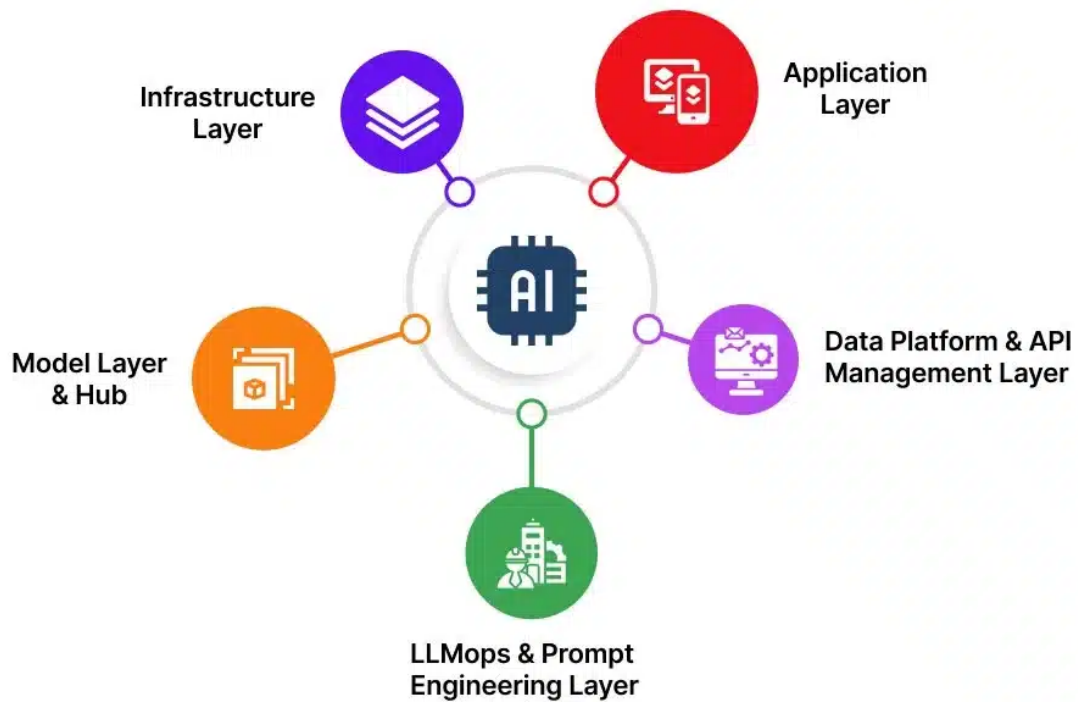 Infrastructure
Layer
Application
Layer
AI
Data Platform & API
Management Layer
Model Layer
& Hub
LLMops & Prompt
Engineering Layer